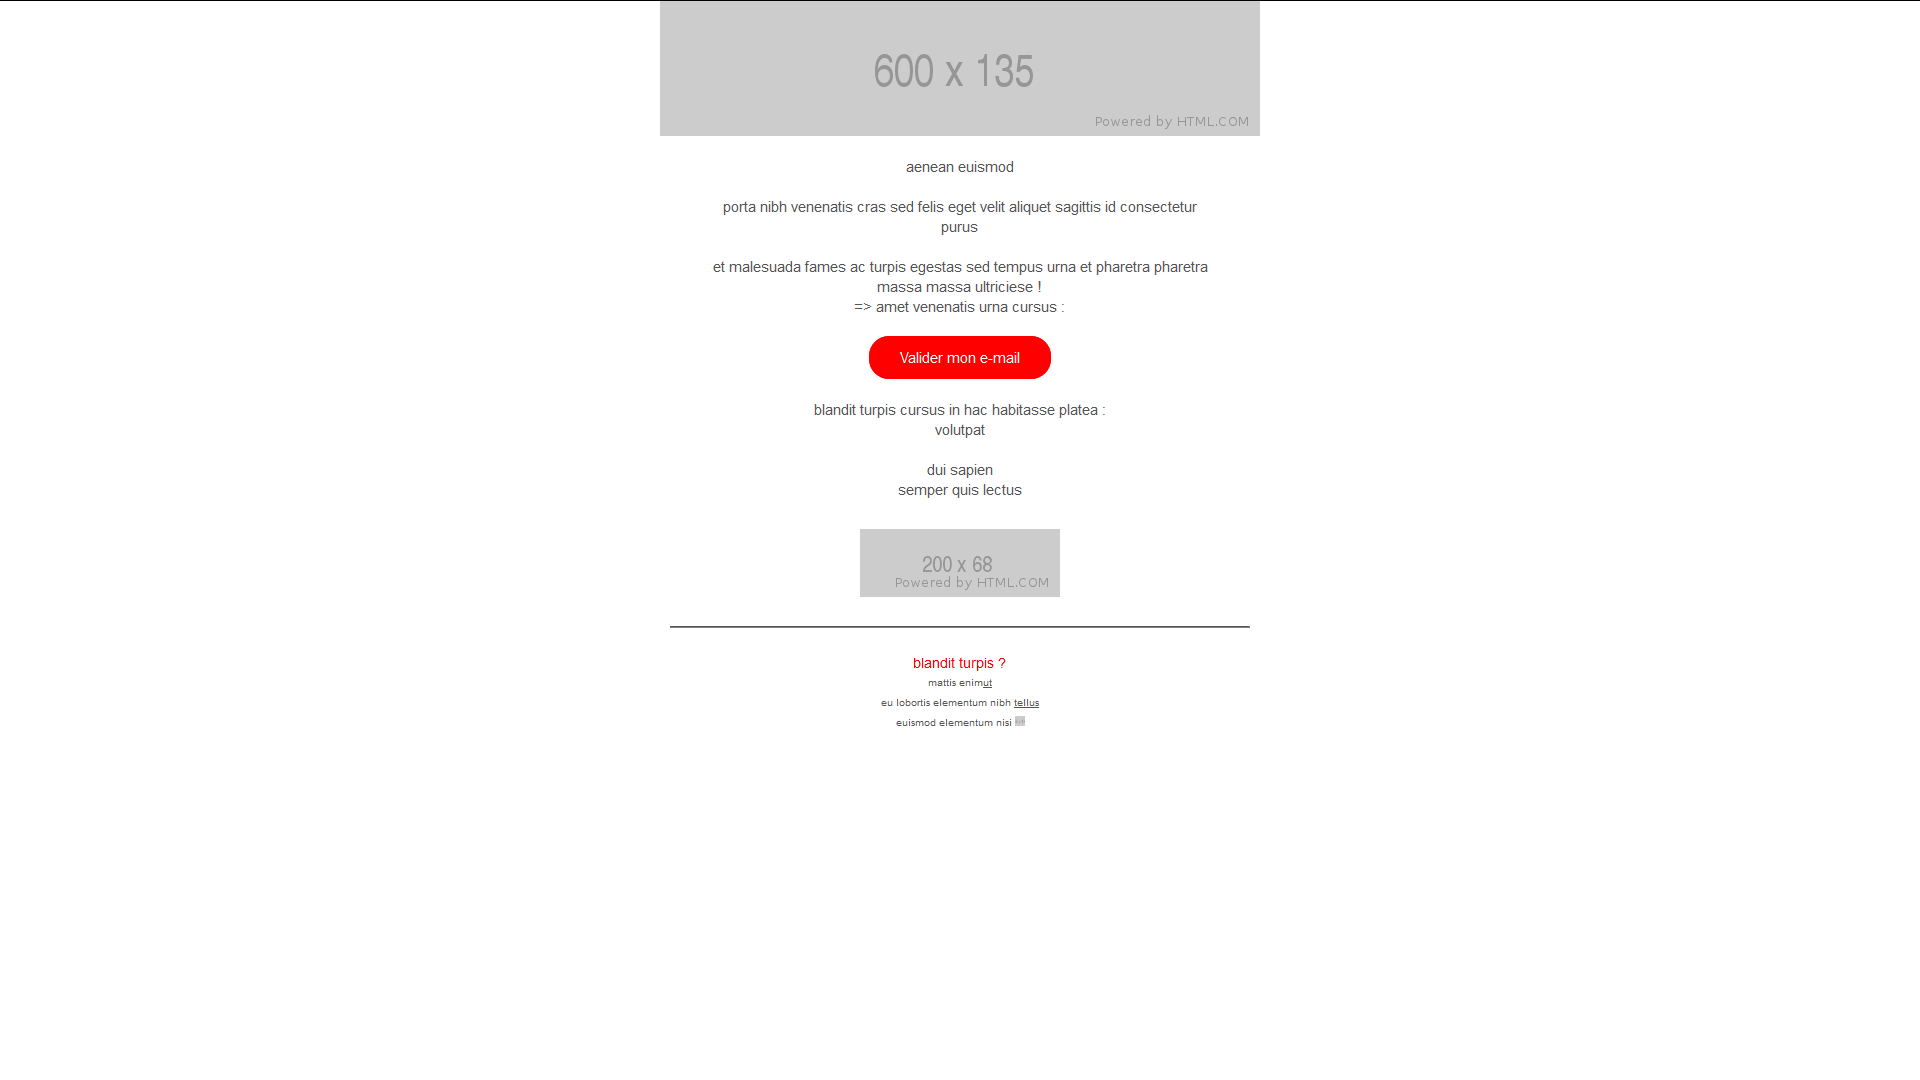 600 x 135
Powered by HTML.COM
aenean euismod
porta nibh venenatis cras sed felis eget velit aliquet sagittis id consectetur
purus
et malesuada fames ac turpis egestas sed tempus urna et pharetra pharetra
massa massa ultriciese !
=> amet venenatis urna cursus :
Valider mon e-mail
blandit turpis cursus in hac habitasse platea :
volutpat
dui sapien
semper quis lectus
200 x 68
Powered by HTML.COM
blandit turpis ?
mattis enimut
eu lobortis elementum nibh tellus
euismod elementum nisi